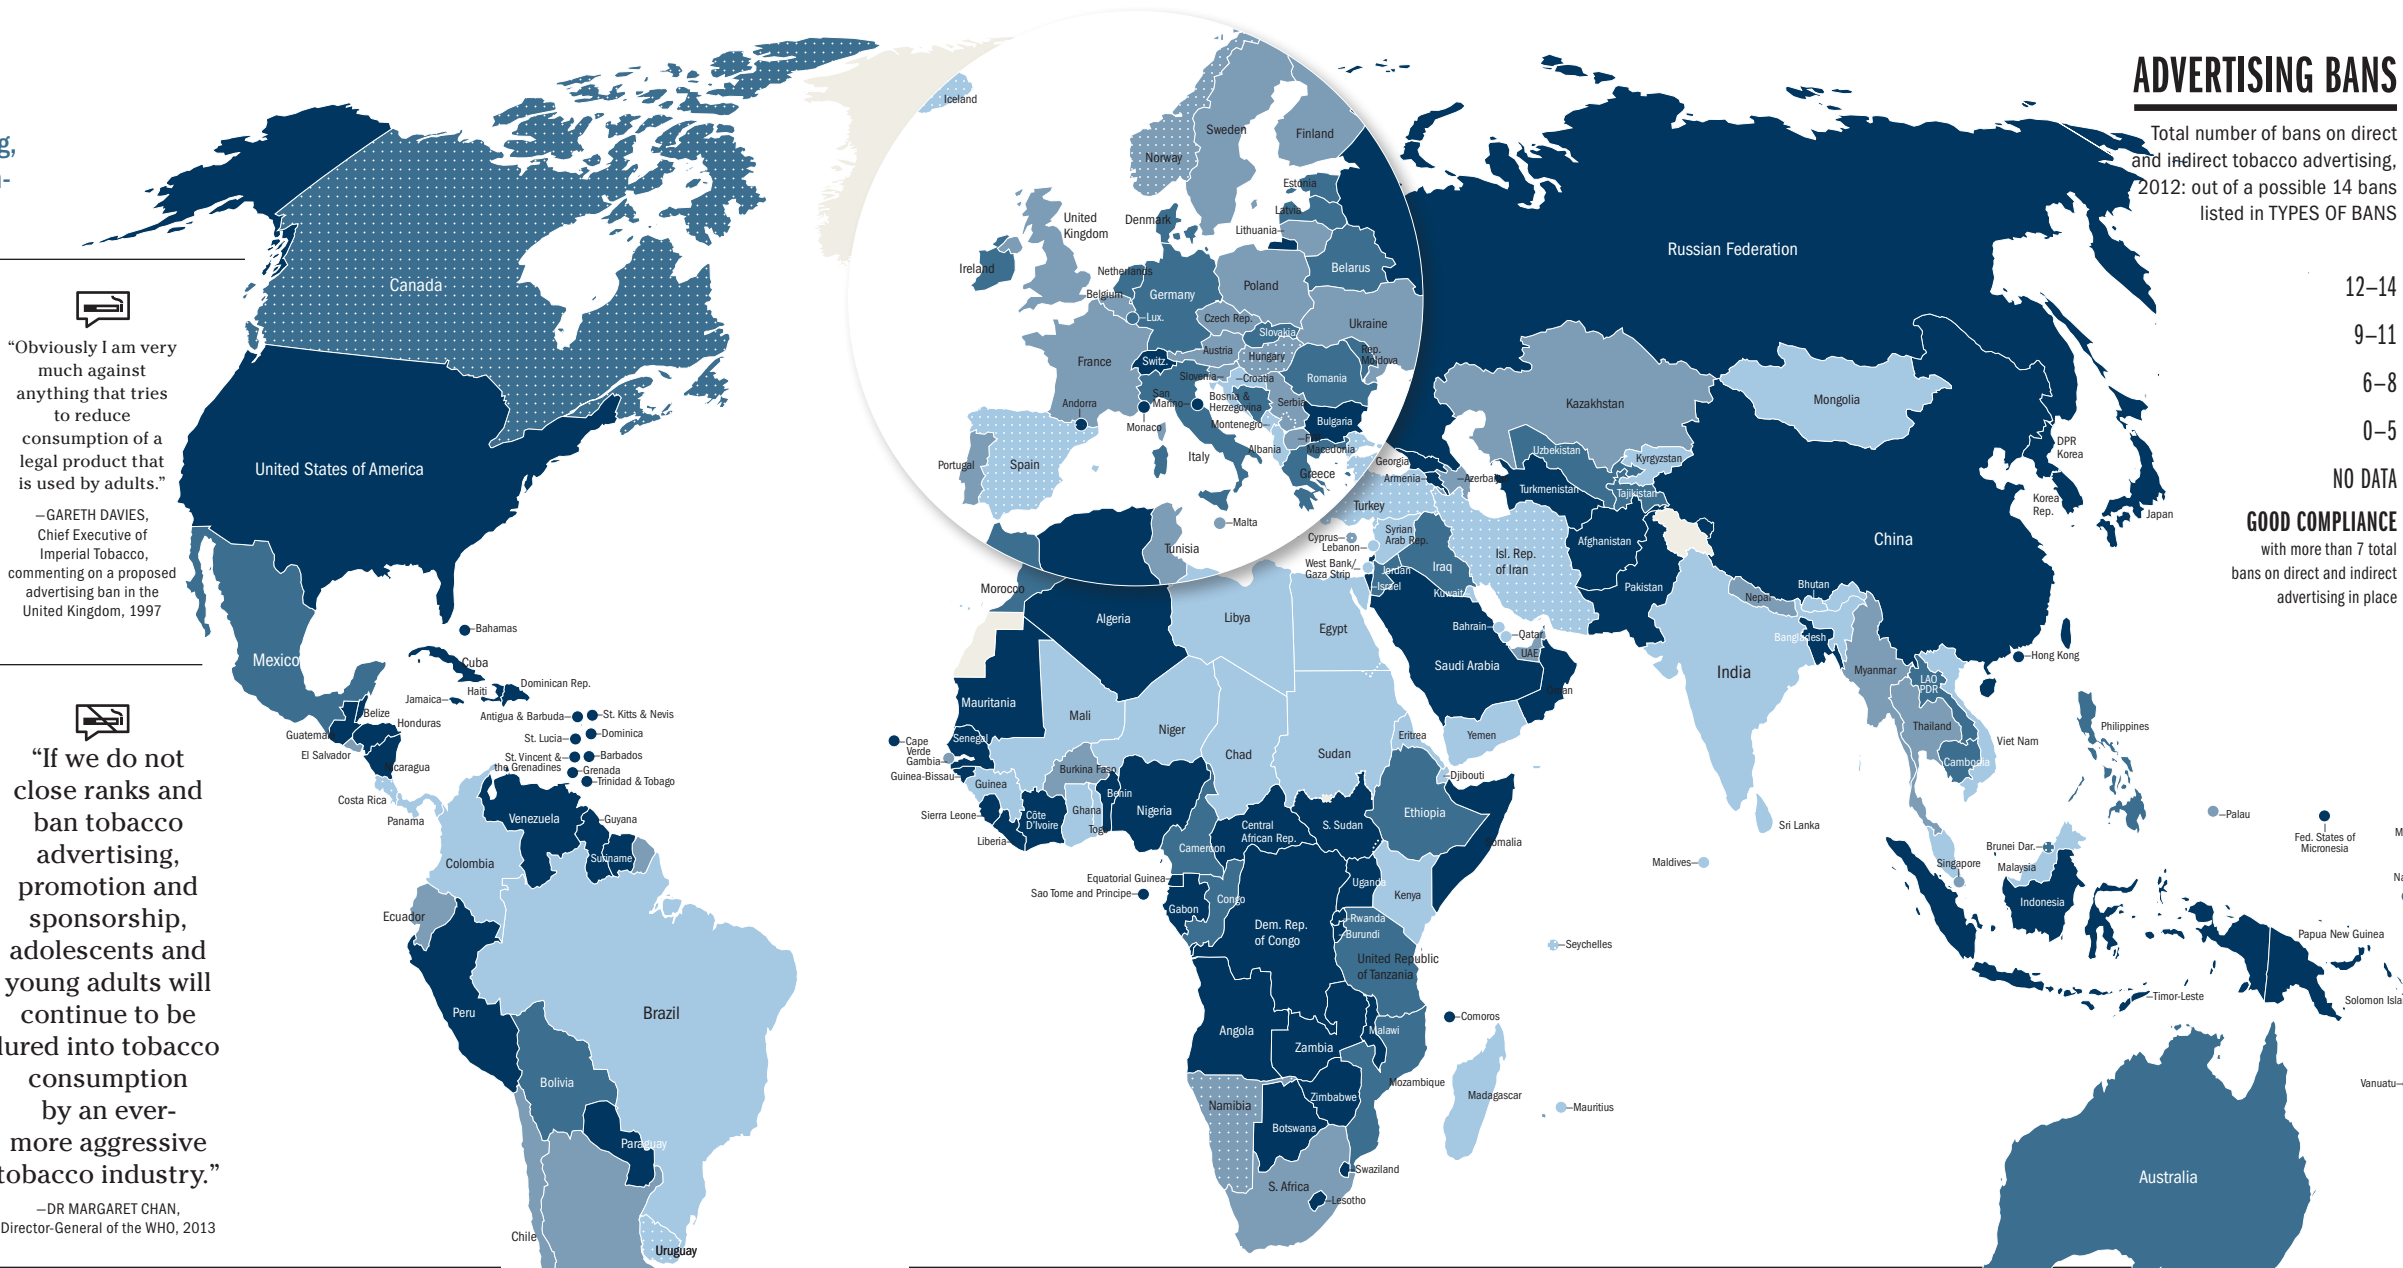 g,
-
“Obviously I am very
much against
anything that tries
to reduce
consumption of a
legal product that
is used by adults.”
—GARETH DAVIES,
Chief Executive of
Imperial Tobacco,
commenting on a proposed
advertising ban in the
United Kingdom, 1997
“If we do not
close ranks and
ban tobacco
advertising,
promotion and
sponsorship,
adolescents and
young adults will
continue to be
lured into tobacco
consumption
by an ever-
more aggressive
tobacco industry.”
—DR MARGARET CHAN,
Director-General of the WHO, 2013
ADVERTISING BANS
Total number of bans on direct
and indirect tobacco advertising,
2012: out of a possible 14 bans
listed in TYPES OF BANS
12–14
9–11
6–8
0–5
NO DATA
GOOD COMPLIANCE
with more than 7 total
bans on direct and indirect
advertising in place
Canada
United States of America
Mexico
Bahamas
Cuba
Jamaica
Haiti
Dominican Rep.
Belize
Honduras
Guatemala
El Salvador
Nicaragua
Costa Rica
Panama
Antigua & Barbuda
St. Kitts & Nevis
Dominica
St. Lucia
St. Vincent &
the Grenadines
Barbados
Grenada
Trinidad & Tobago
Venezuela
Guyana
Suriname
Colombia
Ecuador
Peru
Brazil
Bolivia
Paraguay
Chile
Uruguay
Iceland
Norway
Sweden
Finland
Estonia
Latvia
Lithuania
Denmark
United
Kingdom
Ireland
Netherlands
Belgium
Germany
Lux.
Poland
Belarus
Czech Rep.
Slovakia
Ukraine
Austria
Hungary
Rep.
Moldova
France
Switz.
Slovenia
Croatia
Romania
San
Marino
Bosnia &
Herzegovina
Serbia
Andorra
Monaco
Montenegro
Bulgaria
Albania
Macedonia
Italy
Greece
Portugal
Spain
Malta
Tunisia
Russian Federation
Kazakhstan
Mongolia
Uzbekistan
Kyrgyzstan
Georgia
Armenia
Azerbaijan
Turkmenistan
Tajikistan
Turkey
Syrian
Arab Rep.
Cyprus
Lebanon
West Bank/
Gaza Strip
Jordan
Israel
Iraq
Kuwait
Isl. Rep.
of Iran
Afghanistan
Pakistan
Bahrain
Qatar
UAE
Saudi Arabia
Oman
Yemen
China
DPR
Korea
Korea
Rep.
Japan
Hong Kong
Nepal
Bhutan
Bangladesh
India
Myanmar
LAO
PDR
Thailand
Viet Nam
Cambodia
Philippines
Sri Lanka
Maldives
Brunei Dar.
Malaysia
Singapore
Indonesia
Palau
Fed. States of
Micronesia
M
Na
Papua New Guinea
Timor-Leste
Solomon Isla
Vanuatu
Australia
Morocco
Algeria
Libya
Egypt
Mauritania
Mali
Niger
Chad
Sudan
Eritrea
Djibouti
Cape
Verde
Senegal
Gambia
Guinea-Bissau
Guinea
Sierra Leone
Liberia
Côte
D’Ivoire
Burkina Faso
Ghana
Togo
Benin
Nigeria
Cameroon
Central
African Rep.
S. Sudan
Ethiopia
Somalia
Equatorial Guinea
Sao Tome and Principe
Gabon
Congo
Dem. Rep.
of Congo
Uganda
Kenya
Rwanda
Burundi
United Republic
of Tanzania
Seychelles
Comoros
Angola
Zambia
Malawi
Mozambique
Madagascar
Mauritius
Zimbabwe
Namibia
Botswana
Swaziland
S. Africa
Lesotho